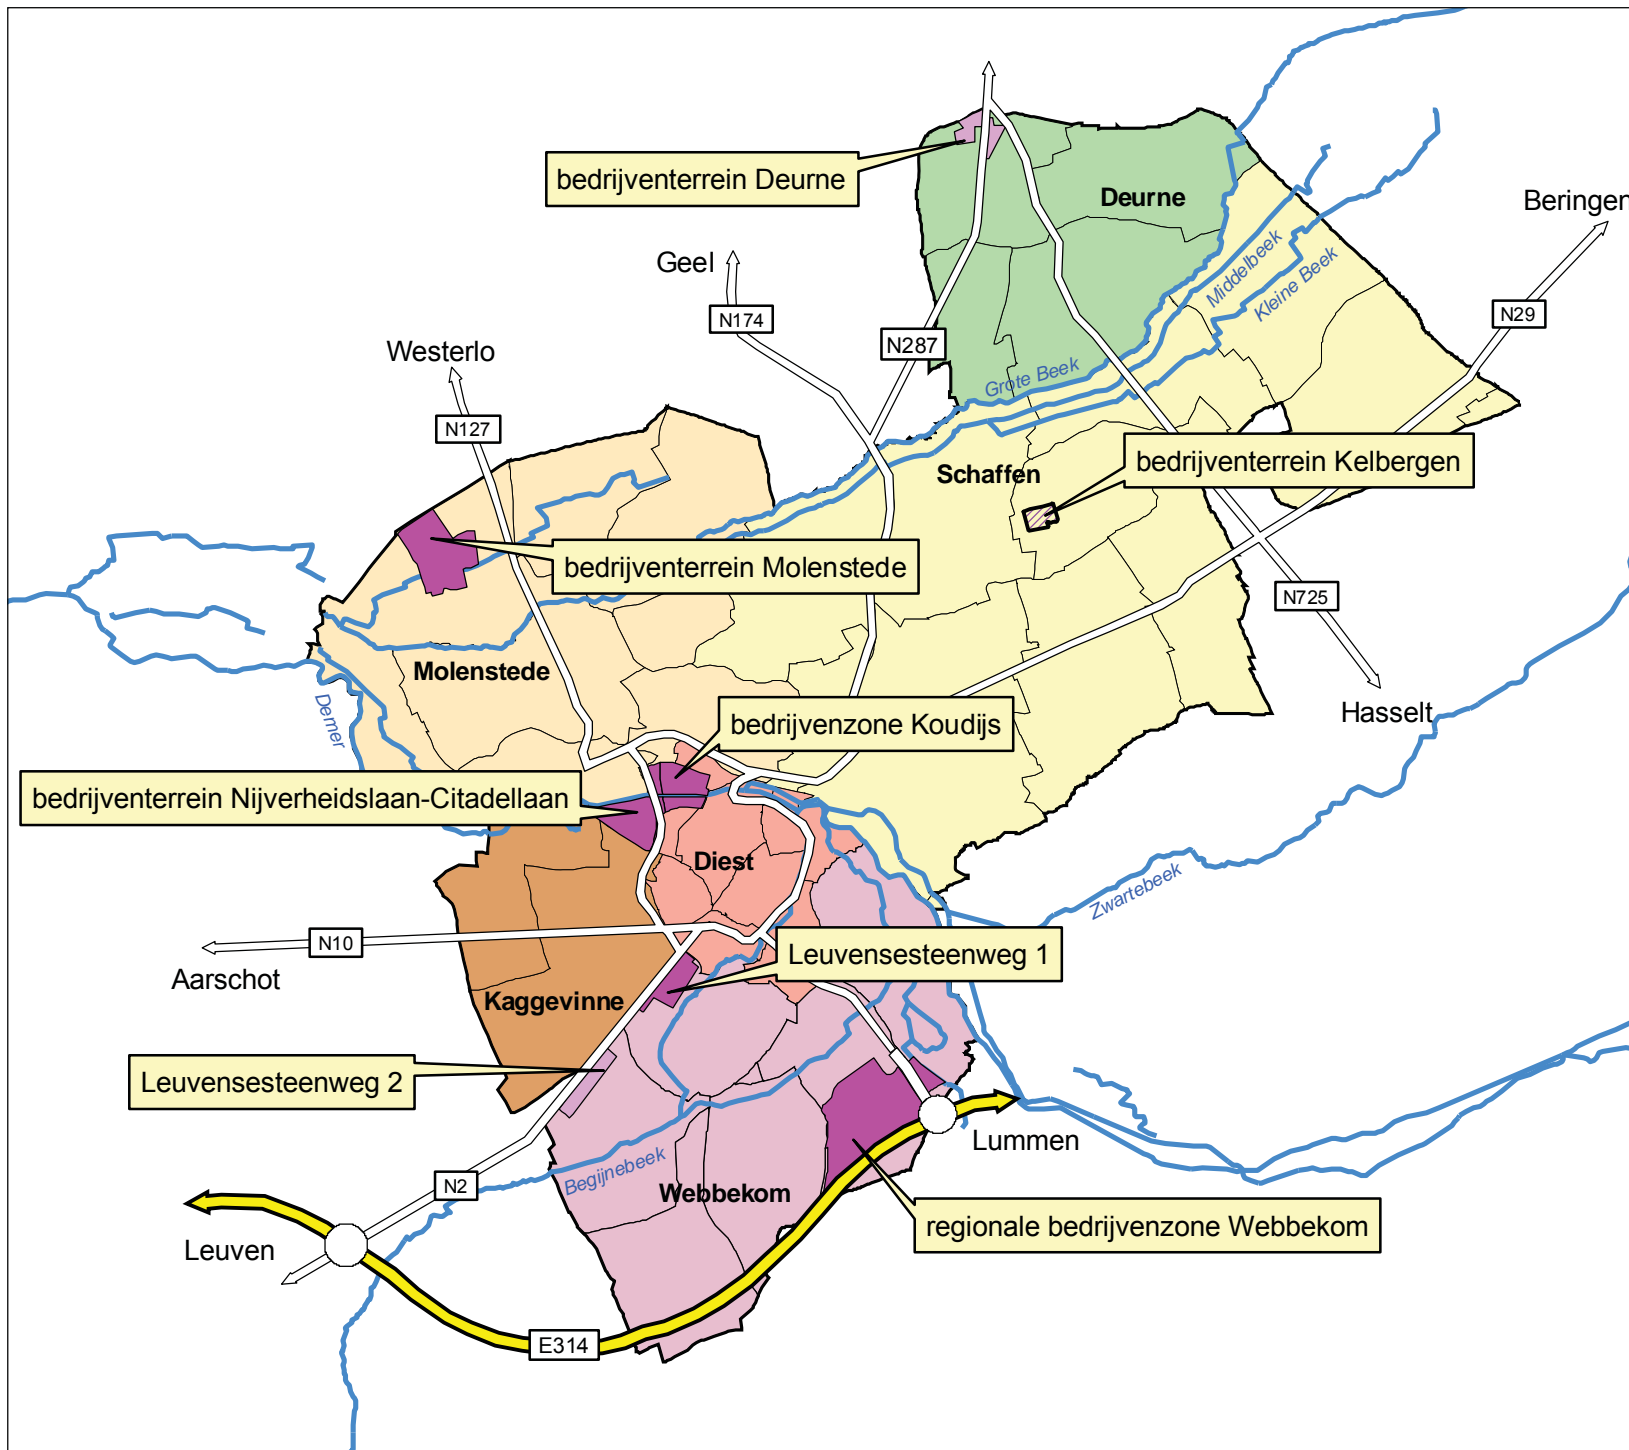 bedrijventerrein Deurne
Deurne
Beringen
Geel
Middelbeek
Kleine Beek
N174
N29
N287
Westerlo
Grote Beek
N127
Schaffen
bedrijventerrein Kelbergen
bedrijventerrein Molenstede
N725
Molenstede
Demer
Hasselt
bedrijvenzone Koudijs
bedrijventerrein Nijverheidslaan-Citadellaan
Diest
Zwartebeek
N10
Leuvensesteenweg 1
Aarschot
Kaggevinne
Leuvensesteenweg 2
Lummen
Begijnebeek
N2
Webbekom
regionale bedrijvenzone Webbekom
Leuven
E314